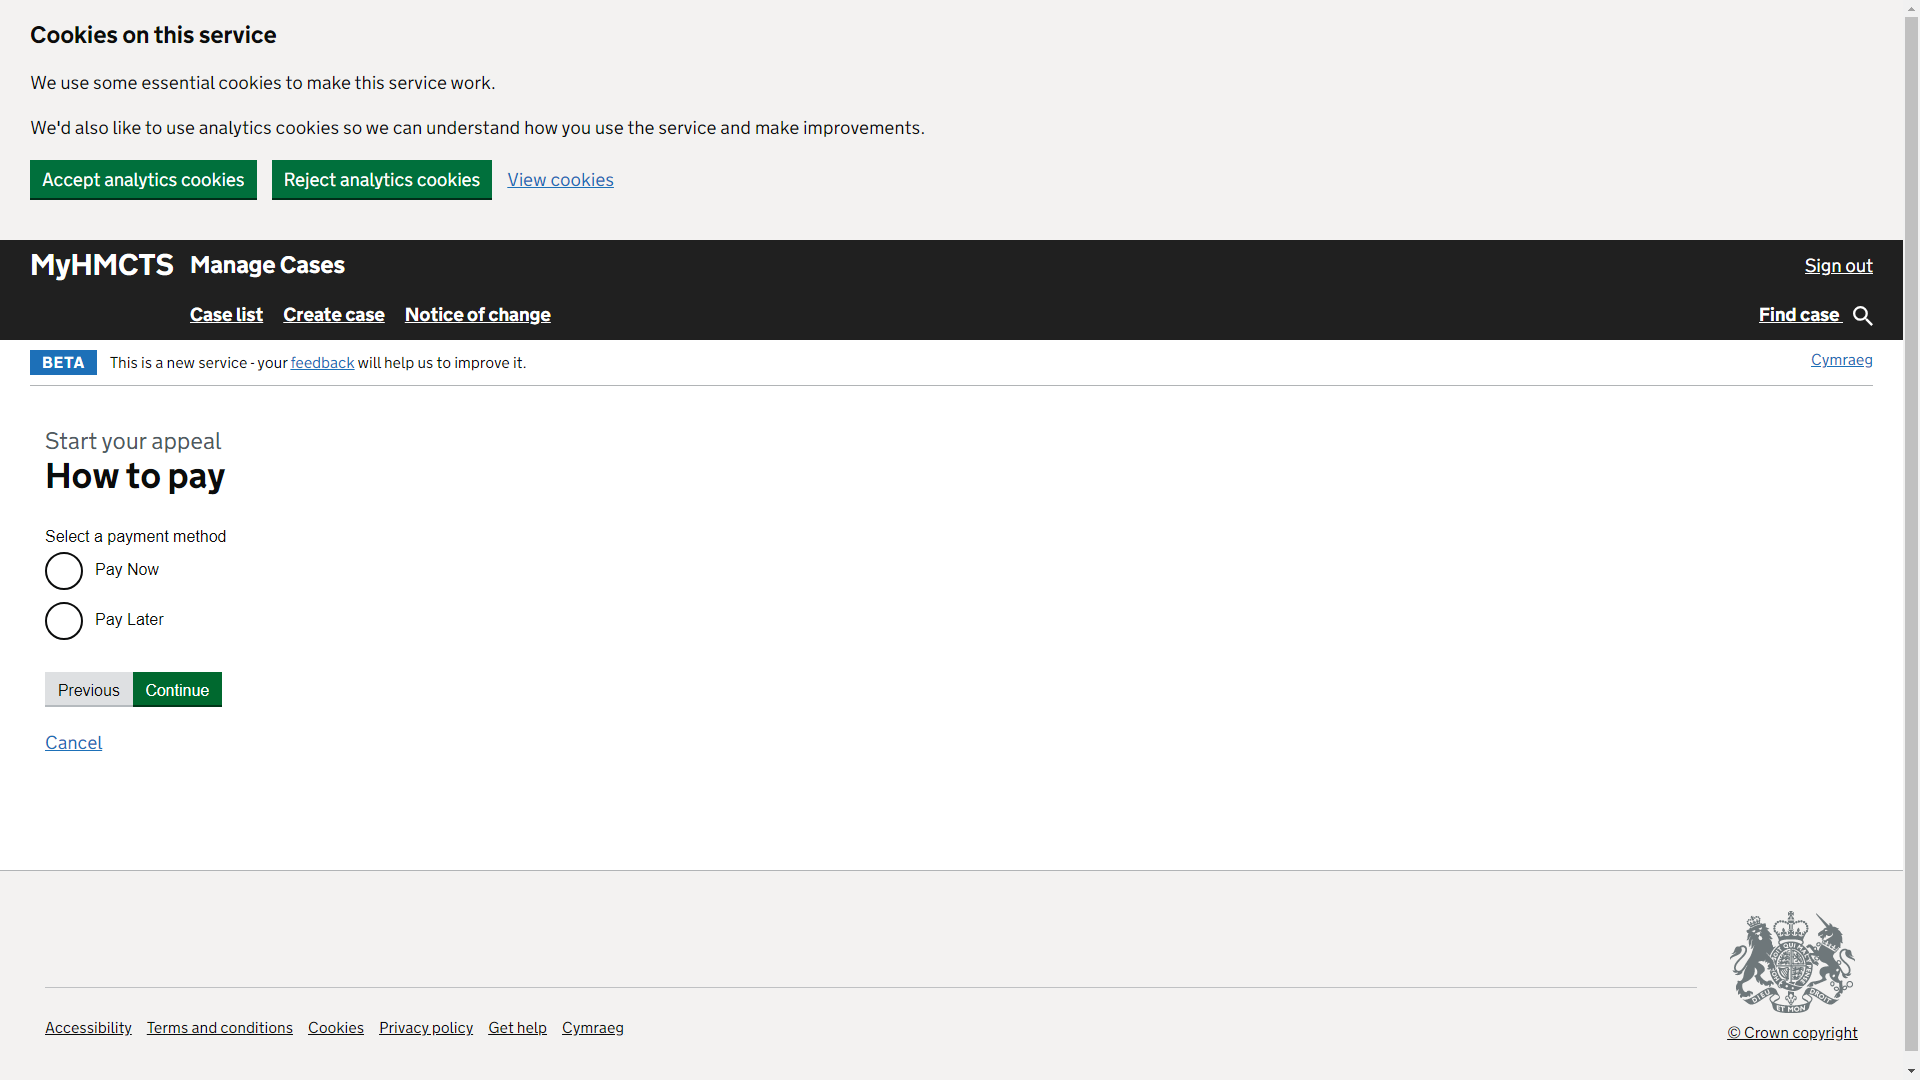 Cookies on this service
We use some essential cookies to make this service work.
We'd also like to use analytics cookies so we can understand how you use the service and make improvements.
Accept analytics cookies Reject analytics cookies View cookies
MyHMCTS Manage Cases Sign out
Case list Create case Notice of change Find case
BETA This is a new service - your feedback will help us to improve it. Cymraeg
Start your appeal
How to pay
Select a payment method
Pay Now
Pay Later
Previous Continue
Cancel
Accessibility Terms and conditions Cookies Privacy policy Get help Cymraeg
© Crown copyright